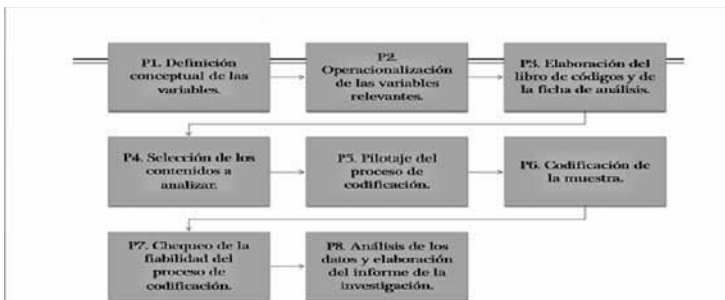 P1. Definición
conceptual de las
variables.
P2.
Operacionalización
de las variables
relevantes.
P3. Elaboración del
libro de códigos y de
la ficha de análisis.
P4. Selección de los
contenidos a
analizar.
P5. Pilotaje del
proceso de
codificación.
P6. Codificación de
la muestra.
P7. Chequeo de la
fiabilidad del
proceso de
codificación.
P8. Análisis de los
datos y elaboración
del informe de la
investigación.